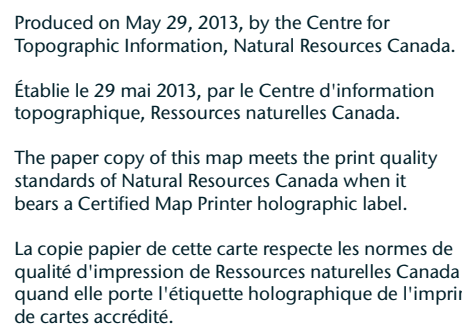 Produced on May 29, 2013, by the Centre for
Topographic Information, Natural Resources Canada.
Établie le 29 mai 2013, par le Centre d'information
topographique, Ressources naturelles Canada.
The paper copy of this map meets the print quality
standards of Natural Resources Canada when it
bears a Certified Map Printer holographic label.
La copie papier de cette carte respecte les normes de
qualité d'impression de Ressources naturelles Canada
quand elle porte l'étiquette holographique de
de cartes accrédité.